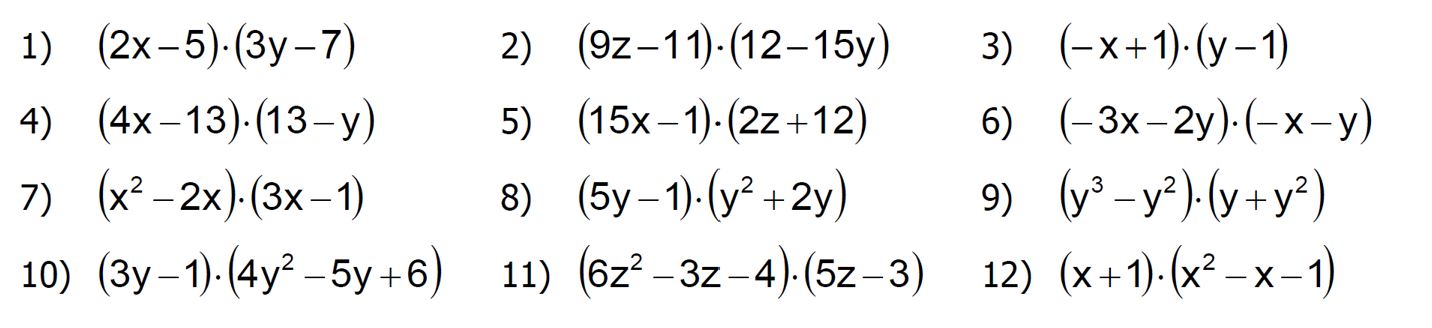 1) (2x−5)·(3y−7) 2) (9z−11)·(12−15y) 3) (−x+1)·(y−1)
4) (4x−13)·(13−y) 5) (15x−1)·(2z+12) 6) (−3x−2y)·(−x−y)
7) (x²−2x)·(3x−1) 8) (5y−1)·(y²+2y) 9) (y³−y²)·(y+y²)
10) (3y−1)·(4y²−5y+6) 11) (6z²−3z−4)·(5z−3) 12) (x+1)·(x²−x−1)